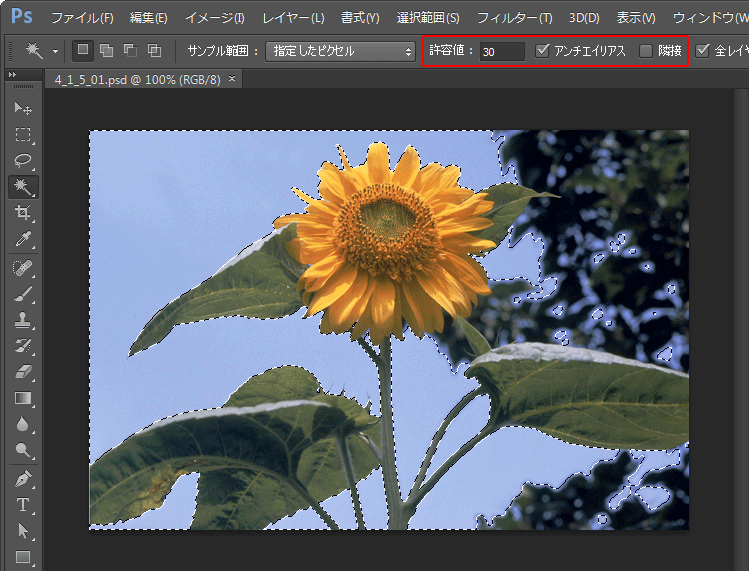 Ps ファイル(F) 編集(E) イメージ(I) レイヤー(L) 書式(Y) 選択範囲(S) フィルター(T) 3D(D) 表示(V) ウィンドウ(W
サンプル範囲： 指定したピクセル 許容値： 30 アンチエイリアス 隣接 全レイヤ
4_1_5_01.psd @ 100% (RGB/8) ×
T